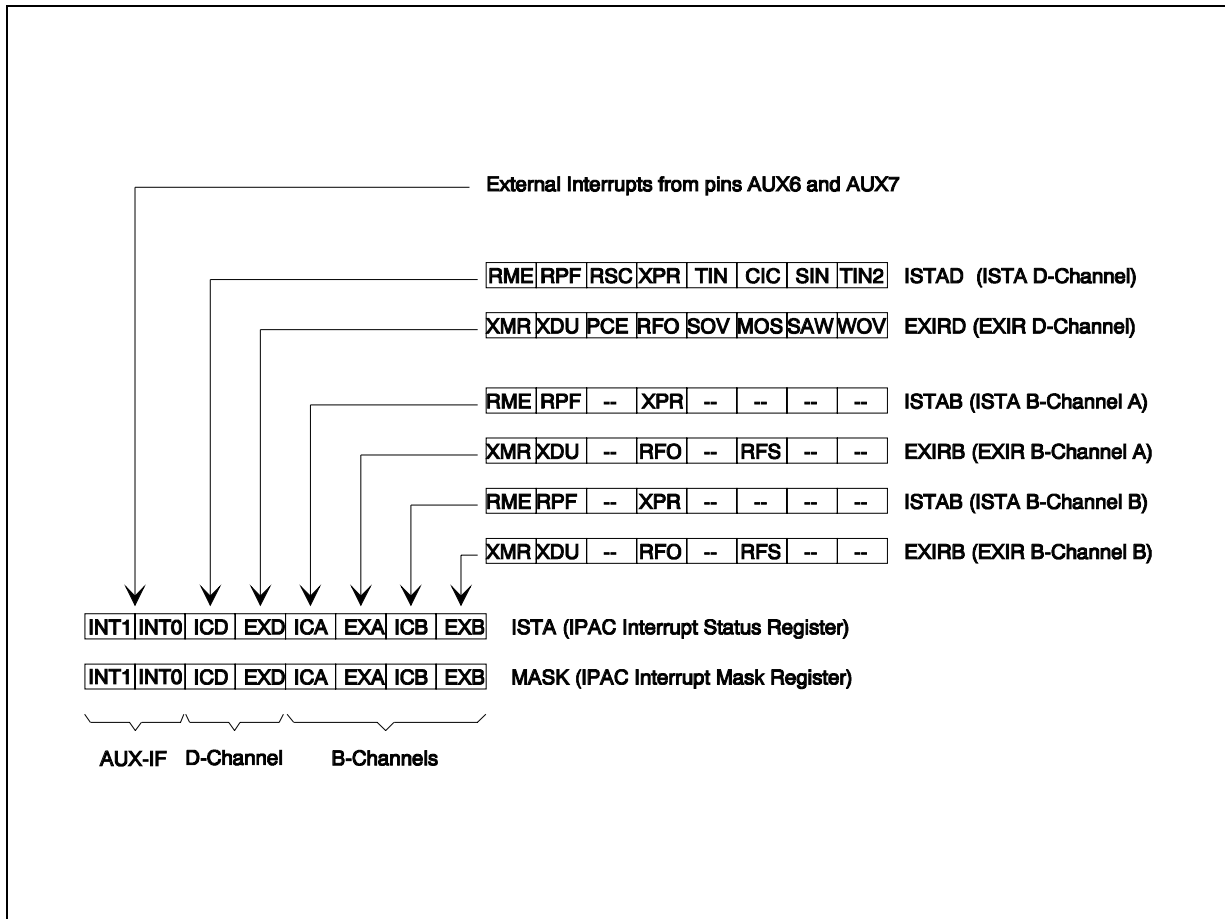 External Interrupts from pins AUX6 and AUX7
RME RPF RSC XPR TIN CIC SIN TIN2 ISTAD (ISTA D-Channel)
XMR XDU PCE RFO SOV MOS SAW WOV EXIRD (EXIR D-Channel)
RME RPF -- XPR -- -- -- -- ISTAB (ISTA B-Channel A)
XMR XDU -- RFO -- RFS -- -- EXIRB (EXIR B-Channel A)
RME RPF -- XPR -- -- -- -- ISTAB (ISTA B-Channel B)
XMR XDU -- RFO -- RFS -- -- EXIRB (EXIR B-Channel B)
INT1 INT0 ICD EXD ICA EXA ICB EXB ISTA (IPAC Interrupt Status Register)
INT1 INT0 ICD EXD ICA EXA ICB EXB MASK (IPAC Interrupt Mask Register)
AUX-IF D-Channel B-Channels